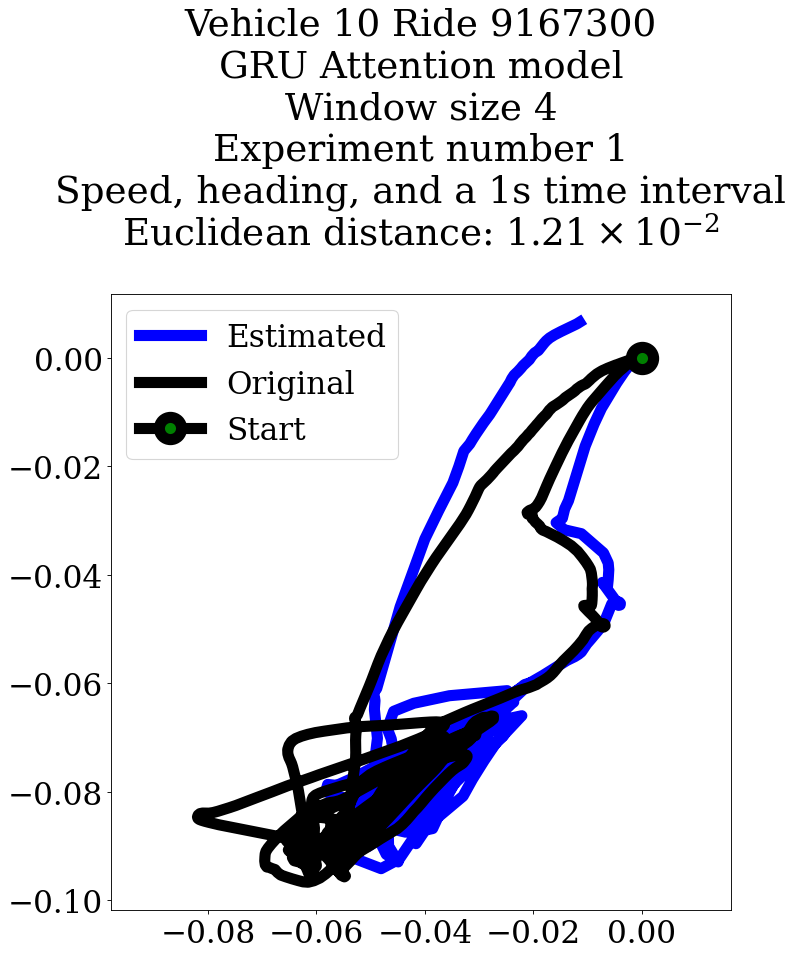 Vehicle 10 Ride 9167300
GRU Attention model
Window size 4
Experiment number 1
Speed, heading, and a 1s time interval
Euclidean distance: 1.21 × 10⁻²
Estimated
Original
Start
0.00
−0.02
−0.04
−0.06
−0.08
−0.10
−0.08 −0.06 −0.04 −0.02 0.00